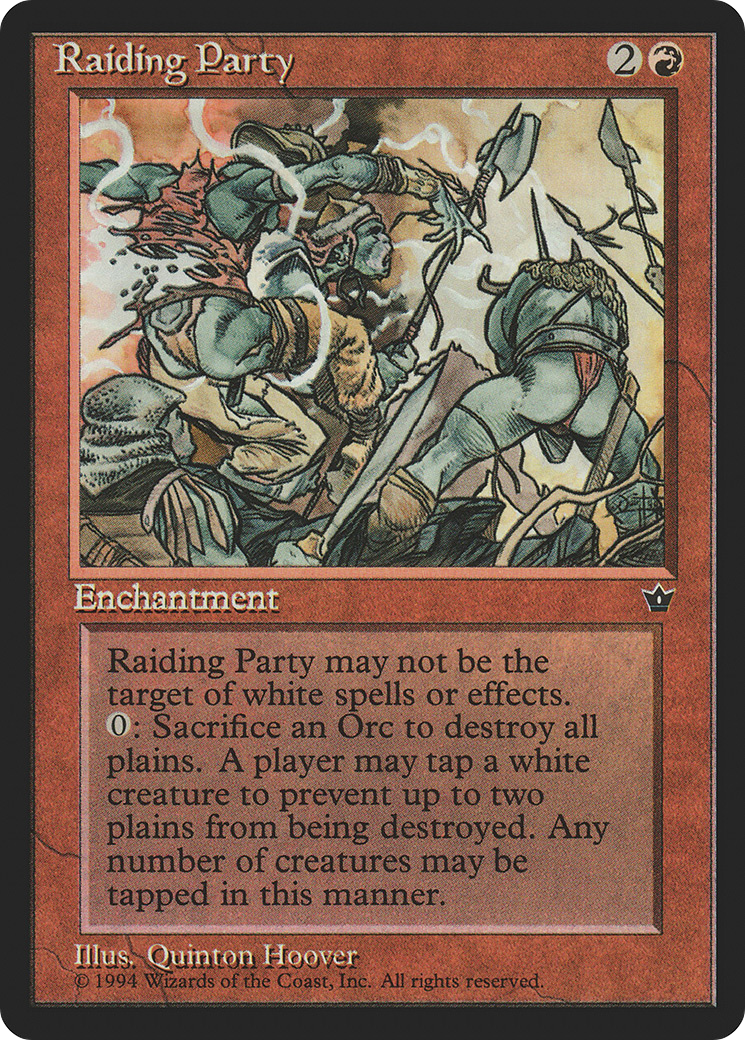 Raiding Party 2
Enchantment
Raiding Party may not be the
target of white spells or effects.
0: Sacrifice an Orc to destroy all
plains. A player may tap a white
creature to prevent up to two
plains from being destroyed. Any
number of creatures may be
tapped in this manner.
Illus. Quinton Hoover
© 1994 Wizards of the Coast, Inc. All rights reserved.